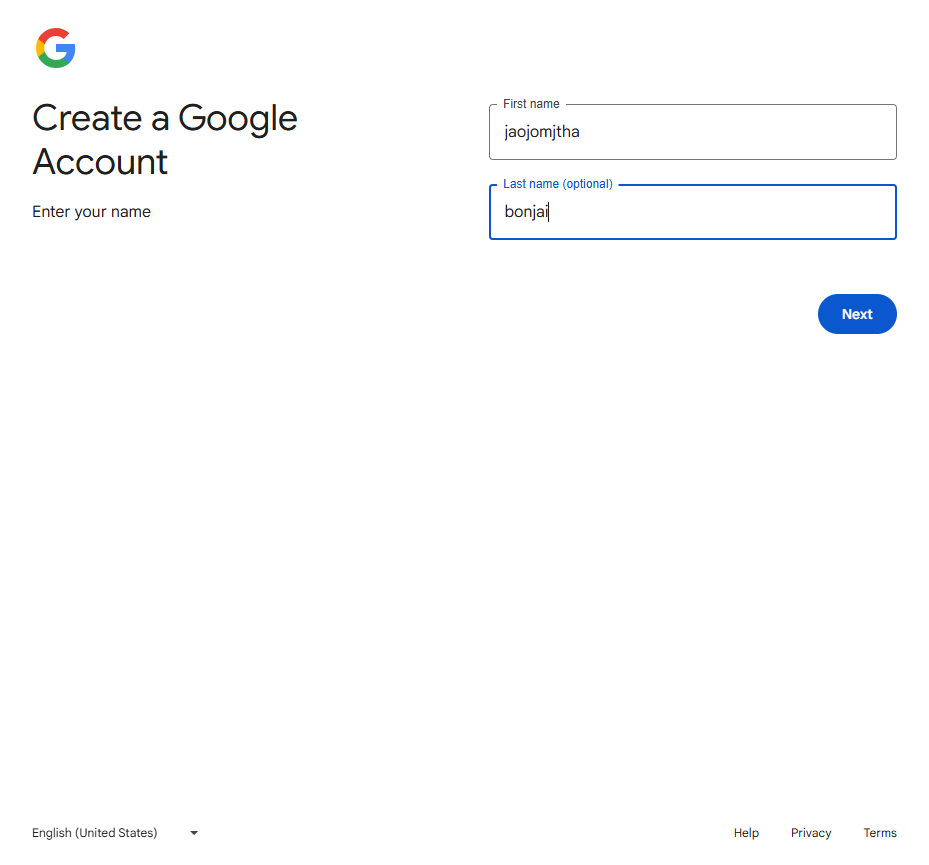 Create a Google
Account
Enter your name
First name
jaojomjtha
Last name (optional)
bonjai
Next
English (United States)
Help
Privacy
Terms